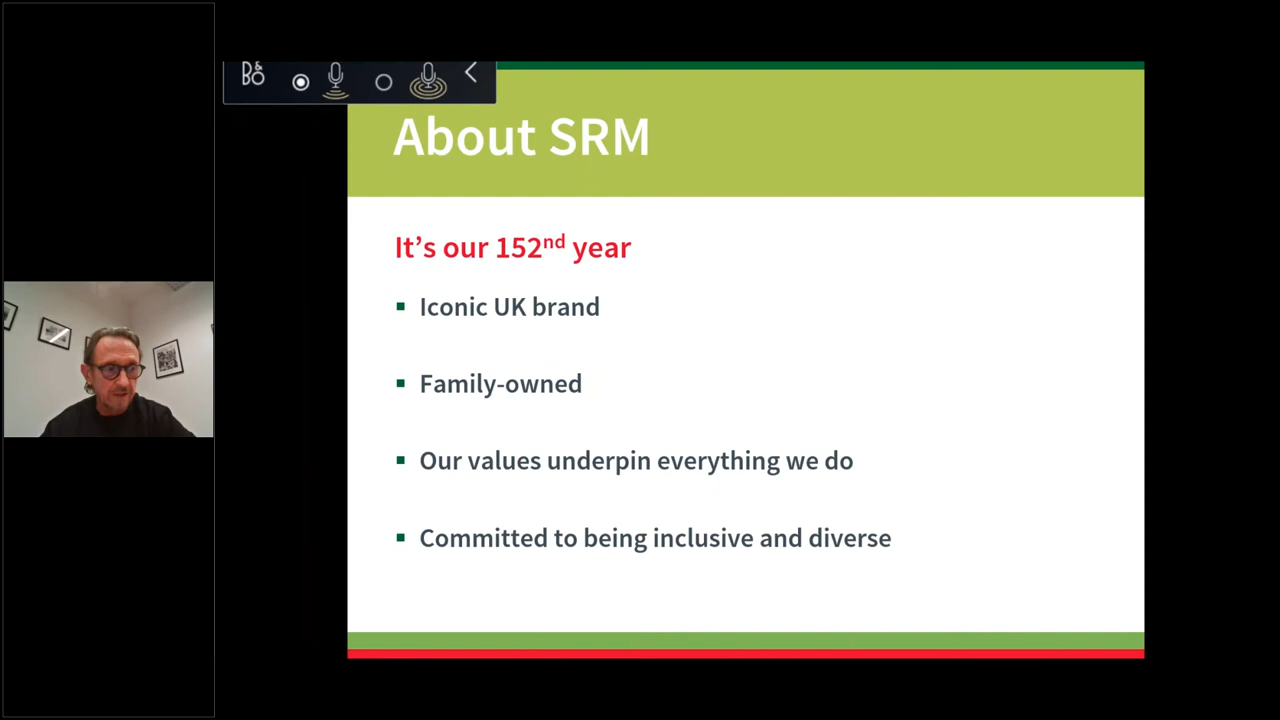 B&
BO
About SRM
It's our 152nd year
▪ Iconic UK brand
▪ Family-owned
▪ Our values underpin everything we do
▪ Committed to being inclusive and diverse